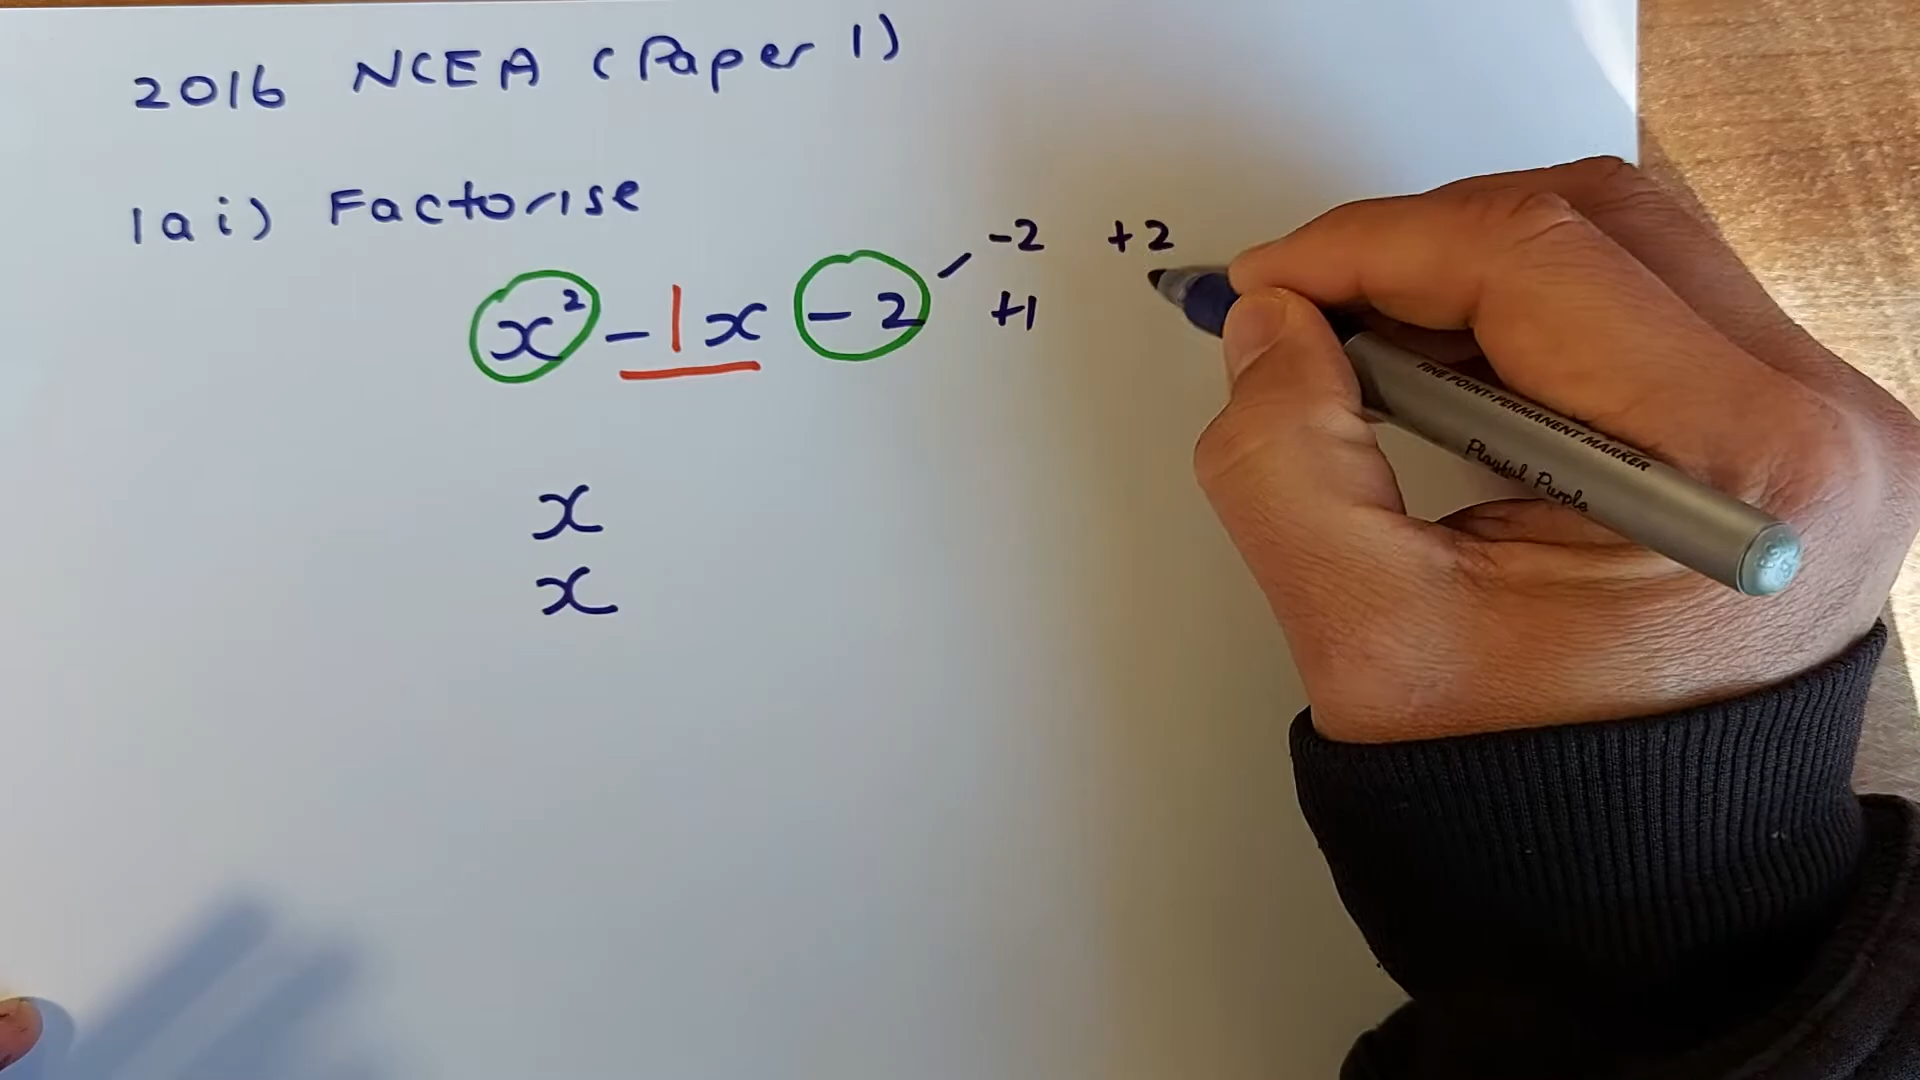 2016 NCEA (Paper 1)
1ai) Factorise
-2 +2
x² -1x -2
+1
x
x
FINE POINT•PERMANENT MARKER
Playful Purple